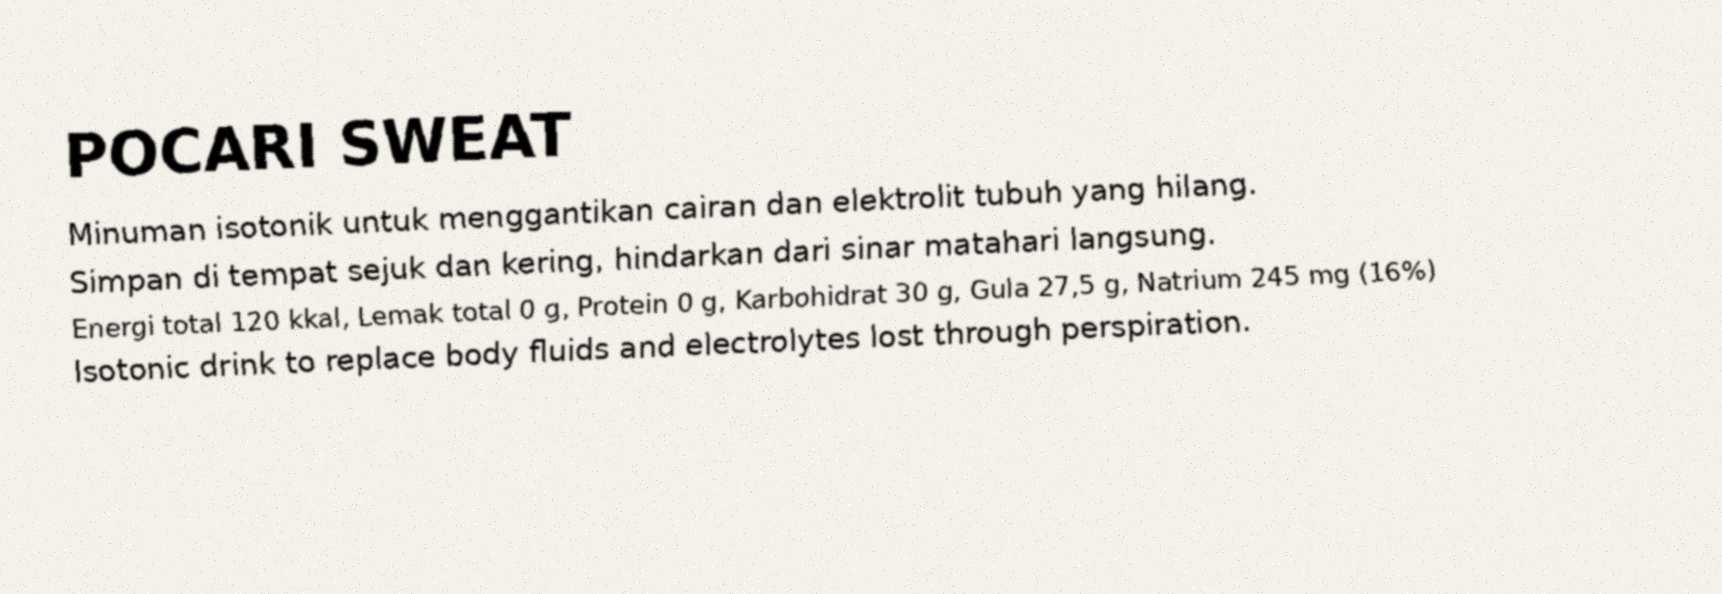 POCARI SWEAT
Minuman isotonik untuk menggantikan cairan dan elektrolit tubuh yang hilang.
Simpan di tempat sejuk dan kering, hindarkan dari sinar matahari langsung.
Energi total 120 kkal, Lemak total 0 g, Protein 0 g, Karbohidrat 30 g, Gula 27,5 g, Natrium 245 mg (16%)
Isotonic drink to replace body fluids and electrolytes lost through perspiration.